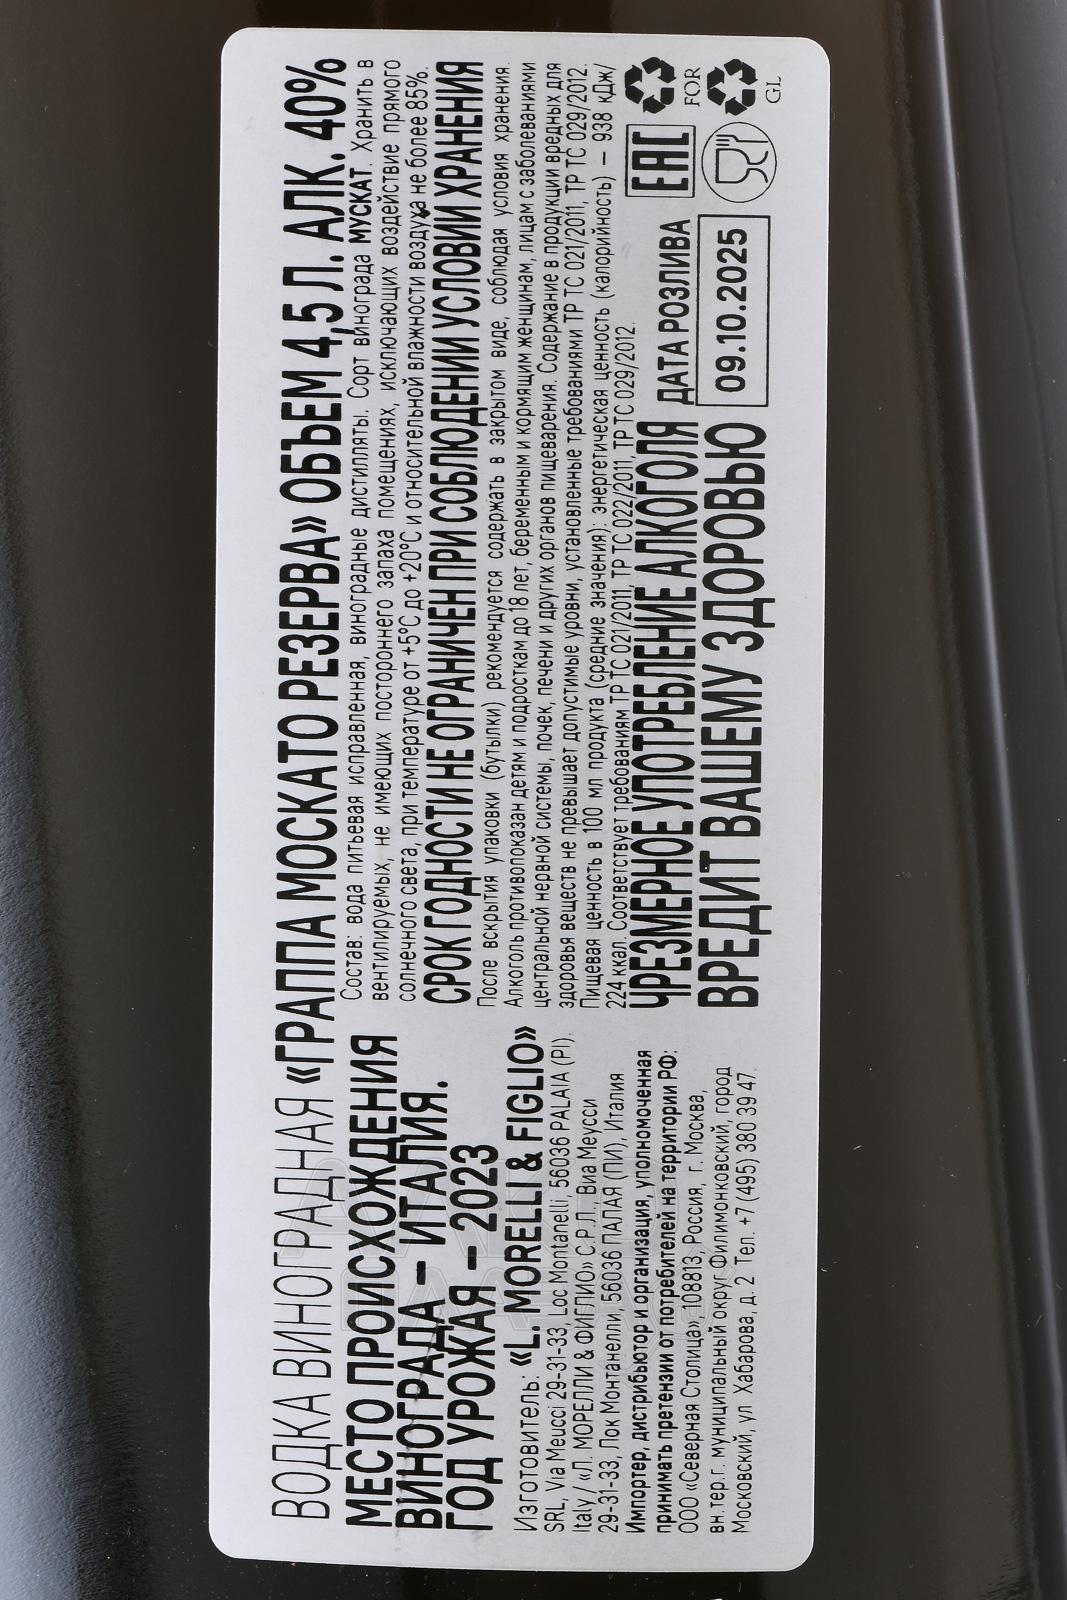 ВОДКА ВИНОГРАДНАЯ «ГРАППА МОСКАТО РЕЗЕРВА» ОБЪЕМ 4,5 Л. АЛК. 40%
МЕСТО ПРОИСХОЖДЕНИЯ
ВИНОГРАДА – ИТАЛИЯ.
ГОД УРОЖАЯ – 2023
Изготовитель: «L. MORELLI & FIGLIO»
SRL, Via Meucci 29-31-33, Loc Montanelli, 56036 PALAIA (PI),
Italy / «Л. МОРЕЛЛИ & ФИГЛИО» С.Р.Л., Виа Меусси
29-31-33, Лок Монтанелли, 56036 ПАЛАЯ (ПИ), Италия
Импортер, дистрибьютор и организация, уполномоченная
принимать претензии от потребителей на территории РФ:
ООО «Северная Столица», 108813, Россия, г. Москва,
вн.тер.г. муниципальный округ Филимонковский, город
Московский, ул Хабарова, д. 2 Тел. +7 (495) 380 39 47.
Состав: вода питьевая исправленная, виноградные дистилляты. Сорт винограда МУСКАТ. Хранить в
вентилируемых, не имеющих постороннего запаха помещениях, исключающих воздействие прямого
солнечного света, при температуре от +5°С до +20°С и относительной влажности воздуха не более 85%.
СРОК ГОДНОСТИ НЕ ОГРАНИЧЕН ПРИ СОБЛЮДЕНИИ УСЛОВИЙ ХРАНЕНИЯ
После вскрытия упаковки (бутылки) рекомендуется содержать в закрытом виде, соблюдая условия хранения.
Алкоголь противопоказан детям и подросткам до 18 лет, беременным и кормящим женщинам, лицам с заболеваниями
центральной нервной системы, почек, печени и других органов пищеварения. Содержание в продукции вредных для
здоровья веществ не превышает допустимые уровни, установленные требованиями ТР ТС 021/2011, ТР ТС 029/2012.
Пищевая ценность в 100 мл продукта (средние значения): энергетическая ценность (калорийность) – 938 кДж/
224 ккал. Соответствует требованиям ТР ТС 021/2011, ТР ТС 022/2011, ТР ТС 029/2012.
ЧРЕЗМЕРНОЕ УПОТРЕБЛЕНИЕ АЛКОГОЛЯ
ВРЕДИТ ВАШЕМУ ЗДОРОВЬЮ
ДАТА РОЗЛИВА
09.10.2025
EAC
FOR
GL